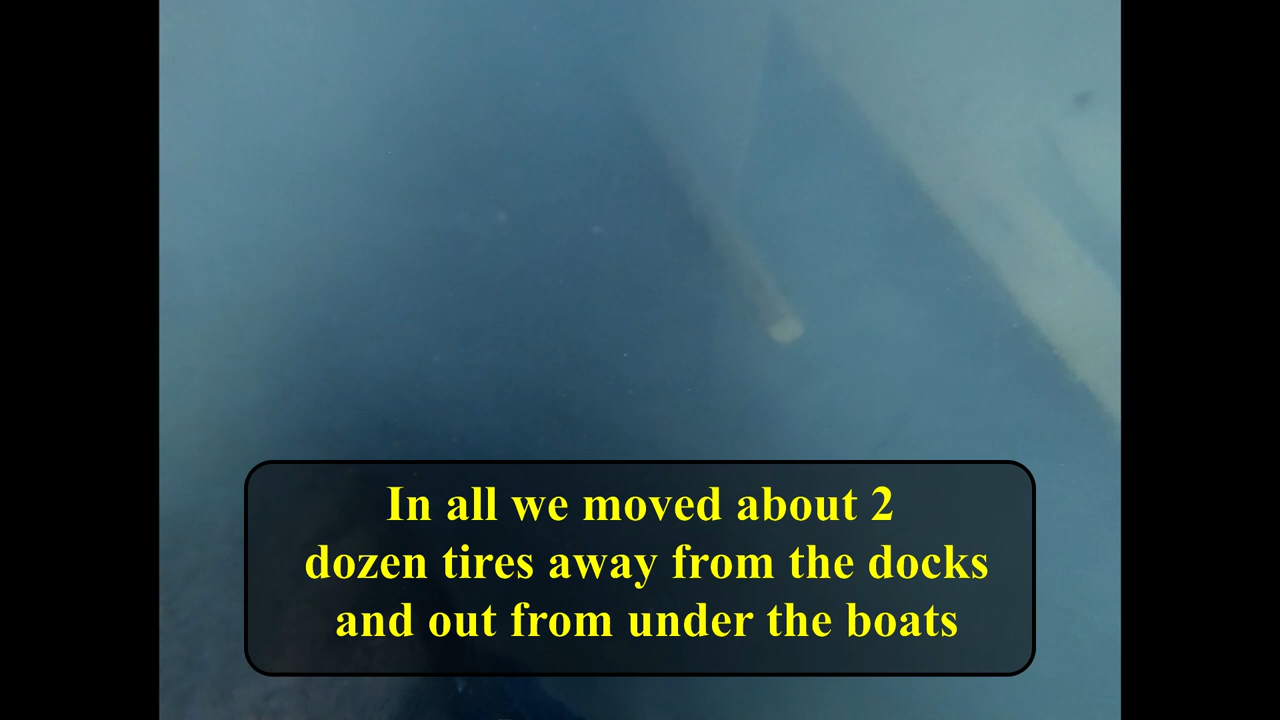 In all we moved about 2
dozen tires away from the docks
and out from under the boats